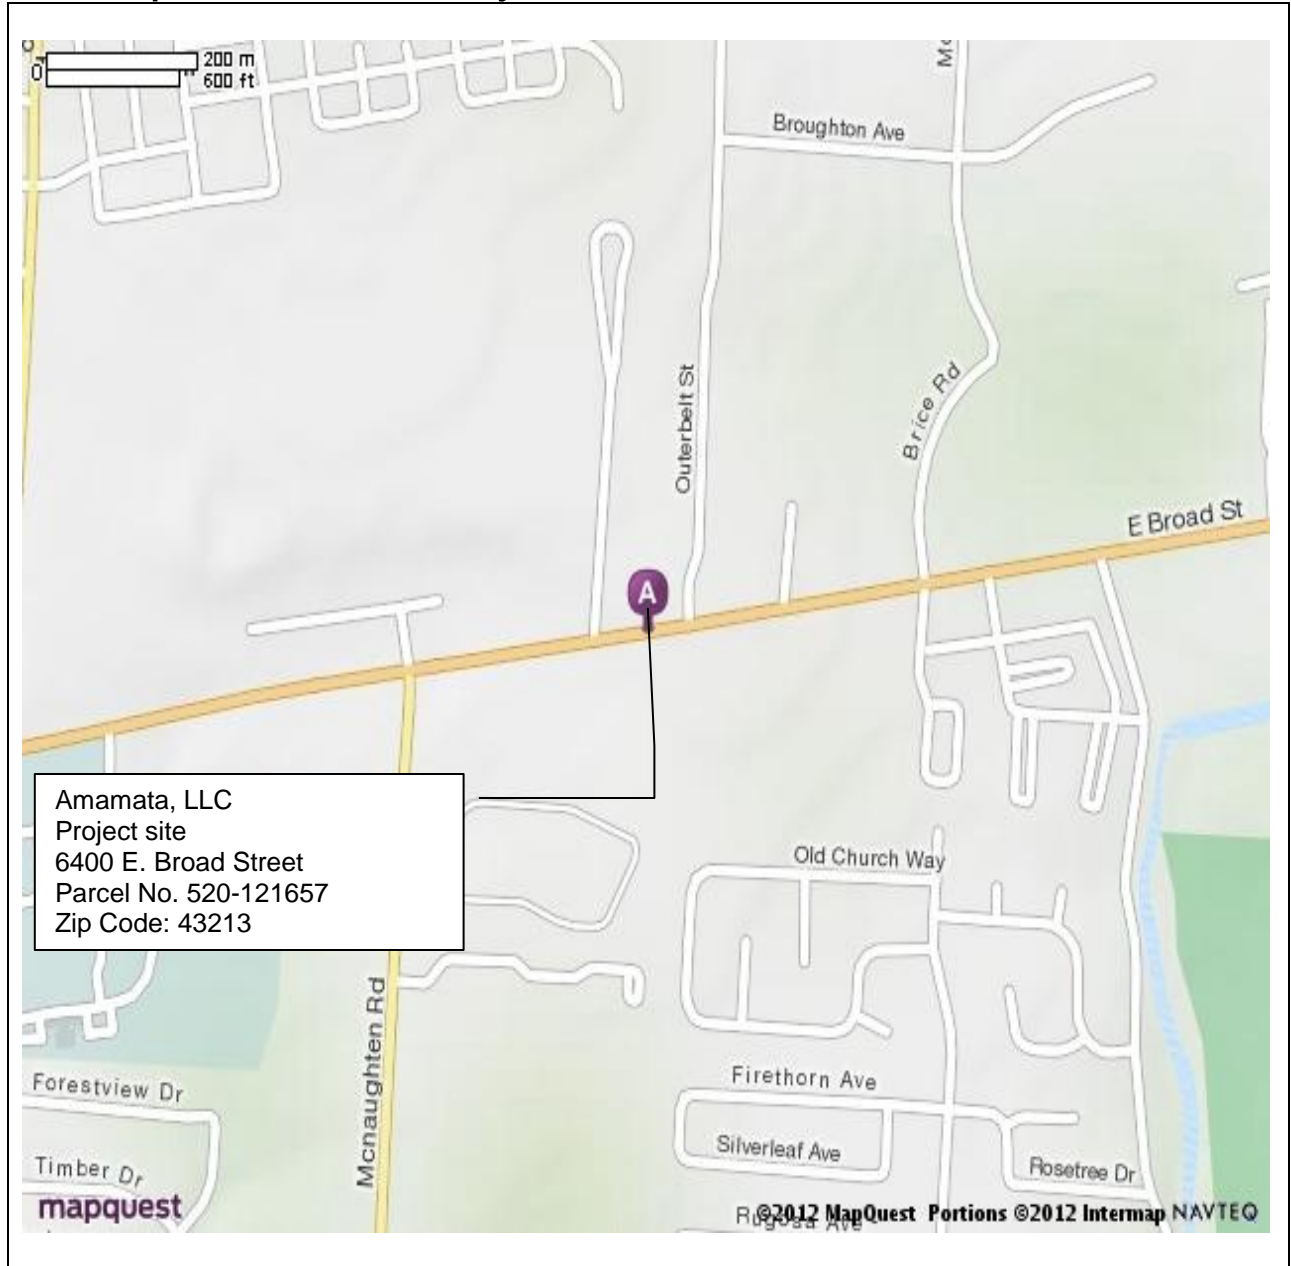 200 m
0
600 ft
Broughton Ave
Outerbelt St
Brice Rd
E Broad St
A
Amamata, LLC
Project site
6400 E. Broad Street
Parcel No. 520-121657
Zip Code: 43213
Old Church Way
Mcnaughten Rd
Firethorn Ave
Forestview Dr
Silverleaf Ave
Timber Dr
Rosetree Dr
mapquest
©2012 MapQuest Portions ©2012 Intermap NAVTEQ